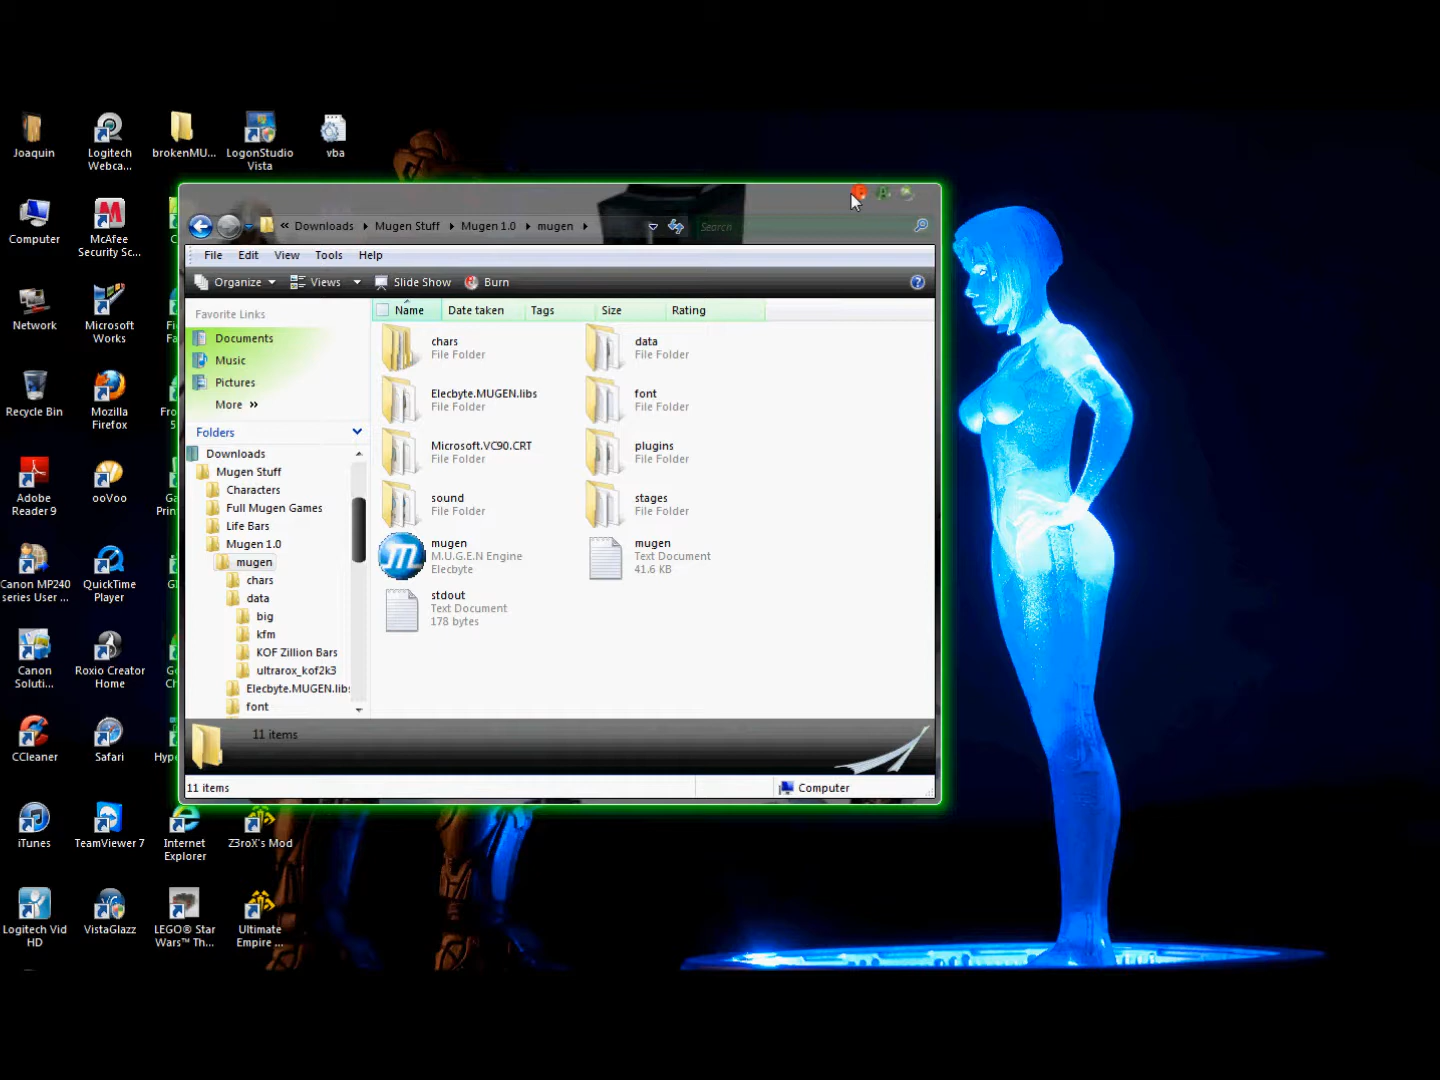 Joaquin
Logitech
Webca...
brokenMU...
LogonStudio
Vista
vba
Computer
McAfee
Security Sc...
Network
Microsoft
Works
Recycle Bin
Mozilla
Firefox
Adobe
Reader 9
ooVoo
Canon MP240
series User ...
QuickTime
Player
Canon
Soluti...
Roxio Creator
Home
CCleaner
Safari
iTunes
TeamViewer 7
Internet
Explorer
Z3roX's Mod
Logitech Vid
HD
VistaGlazz
LEGO® Star
Wars™ Th...
Ultimate
Empire ...
« Downloads Mugen Stuff Mugen 1.0 mugen
Search
File Edit View Tools Help
Organize Views Slide Show Burn
Favorite Links
Documents
Music
Pictures
More »
Folders
Downloads
Mugen Stuff
Characters
Full Mugen Games
Life Bars
Mugen 1.0
mugen
chars
data
big
kfm
KOF Zillion Bars
ultrarox_kof2k3
Elecbyte.MUGEN.libs
font
Name Date taken Tags Size Rating
chars
File Folder
data
File Folder
Elecbyte.MUGEN.libs
File Folder
font
File Folder
Microsoft.VC90.CRT
File Folder
plugins
File Folder
sound
File Folder
stages
File Folder
mugen
M.U.G.E.N Engine
Elecbyte
mugen
Text Document
41.6 KB
stdout
Text Document
178 bytes
11 items
11 items
Computer